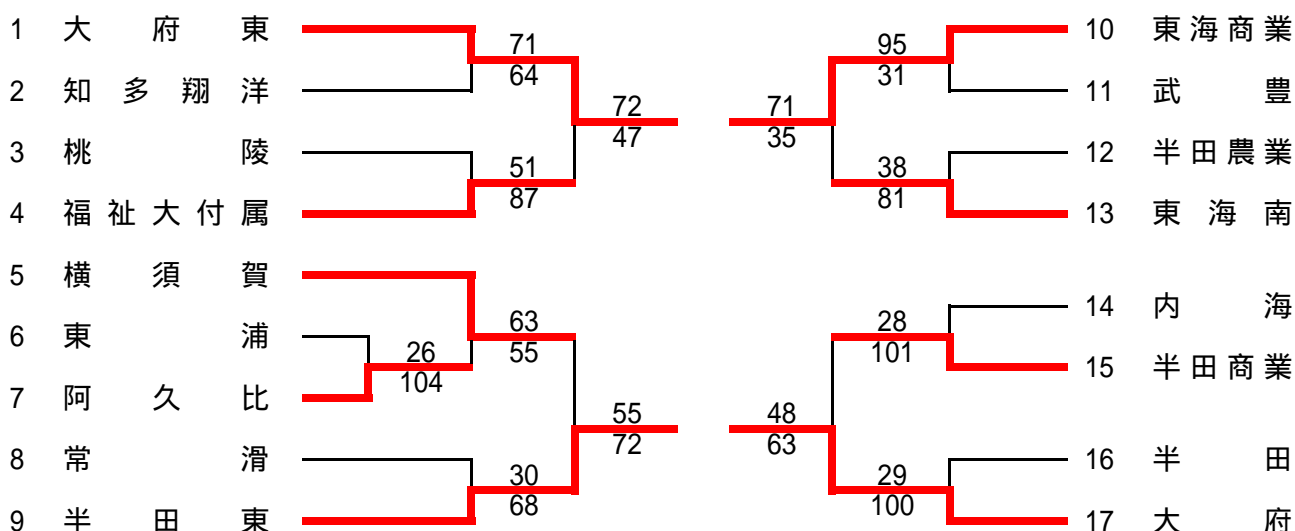 1 大府東
71
64
2 知多翔洋
72
47
3 桃陵
51
87
4 福祉大付属
5 横須賀
63
55
6 東浦
26
104
7 阿久比
55
72
8 常滑
30
68
9 半田東
95
31
10 東海商業
11 武豊
71
35
12 半田農業
38
81
13 東海南
14 内海
28
101
15 半田商業
48
63
16 半田
29
100
17 大府